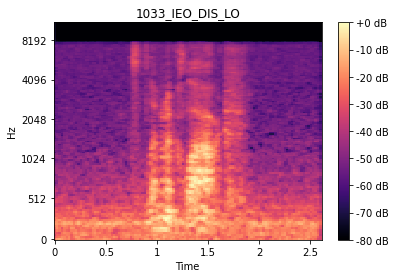 1033_IEO_DIS_LO
+0 dB
8192
-10 dB
4096
-20 dB
-30 dB
2048
Hz
-40 dB
1024
-50 dB
512
-60 dB
-70 dB
0
-80 dB
0 0.5 1 1.5 2 2.5
Time